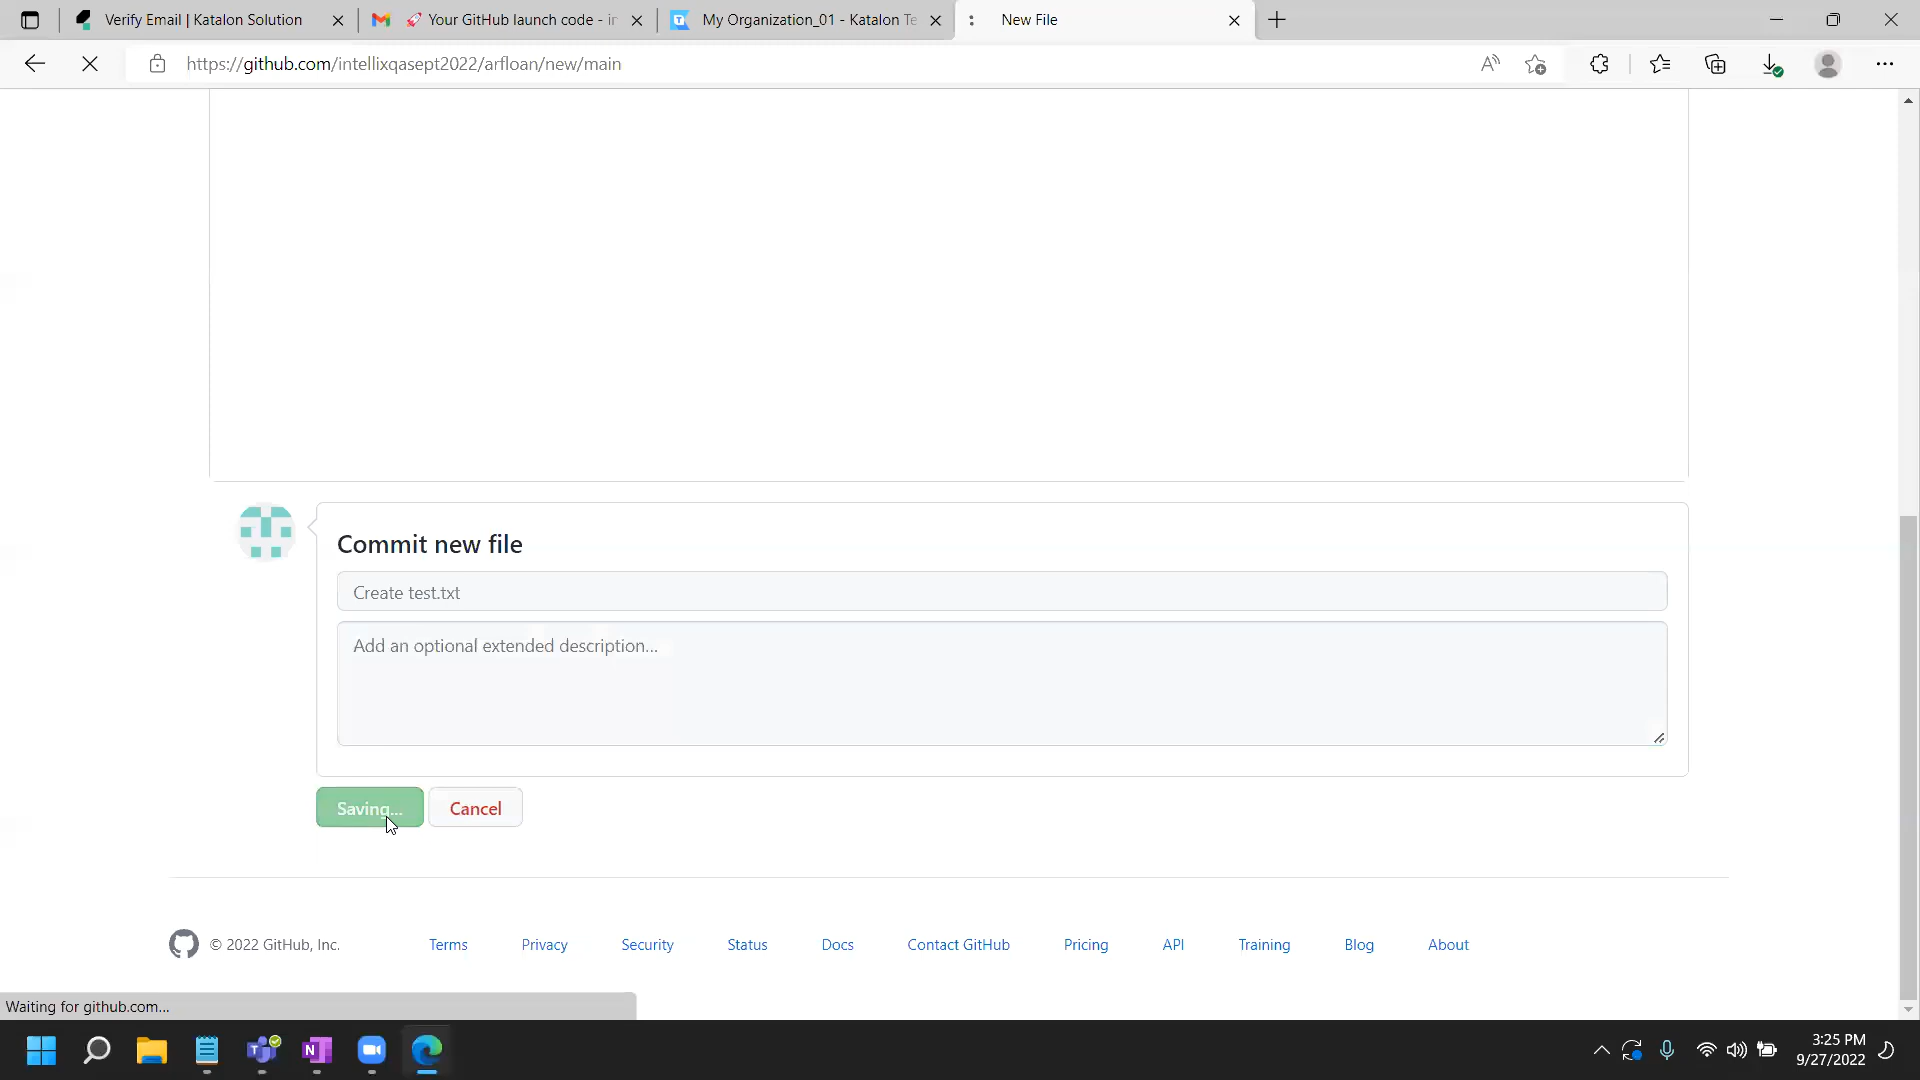 Verify Email | Katalon Solution
🚀 Your GitHub launch code - in
My Organization_01 - Katalon Te
New File
https://github.com/intellixqasept2022/arfloan/new/main
Commit new file
Create test.txt
Add an optional extended description...
Saving...
Cancel
© 2022 GitHub, Inc.
Terms
Privacy
Security
Status
Docs
Contact GitHub
Pricing
API
Training
Blog
About
Waiting for github.com...
3:25 PM
9/27/2022